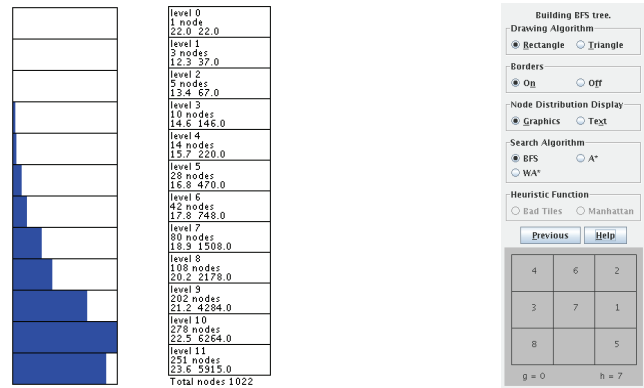 level 0
1 node
22.0 22.0
level 1
3 nodes
12.3 37.0
level 2
5 nodes
13.4 67.0
level 3
10 nodes
14.6 146.0
level 4
14 nodes
15.7 220.0
level 5
28 nodes
16.8 470.0
level 6
42 nodes
17.8 748.0
level 7
80 nodes
18.9 1508.0
level 8
108 nodes
20.2 2178.0
level 9
202 nodes
21.2 4284.0
level 10
278 nodes
22.5 6264.0
level 11
251 nodes
23.6 5915.0
Total nodes 1022
Building BFS tree.
Drawing Algorithm
Rectangle Triangle
Borders
On Off
Node Distribution Display
Graphics Text
Search Algorithm
BFS A*
WA*
Heuristic Function
Bad Tiles Manhattan
Previous Help
4 6 2
3 7 1
8 5
g = 0 h = 7